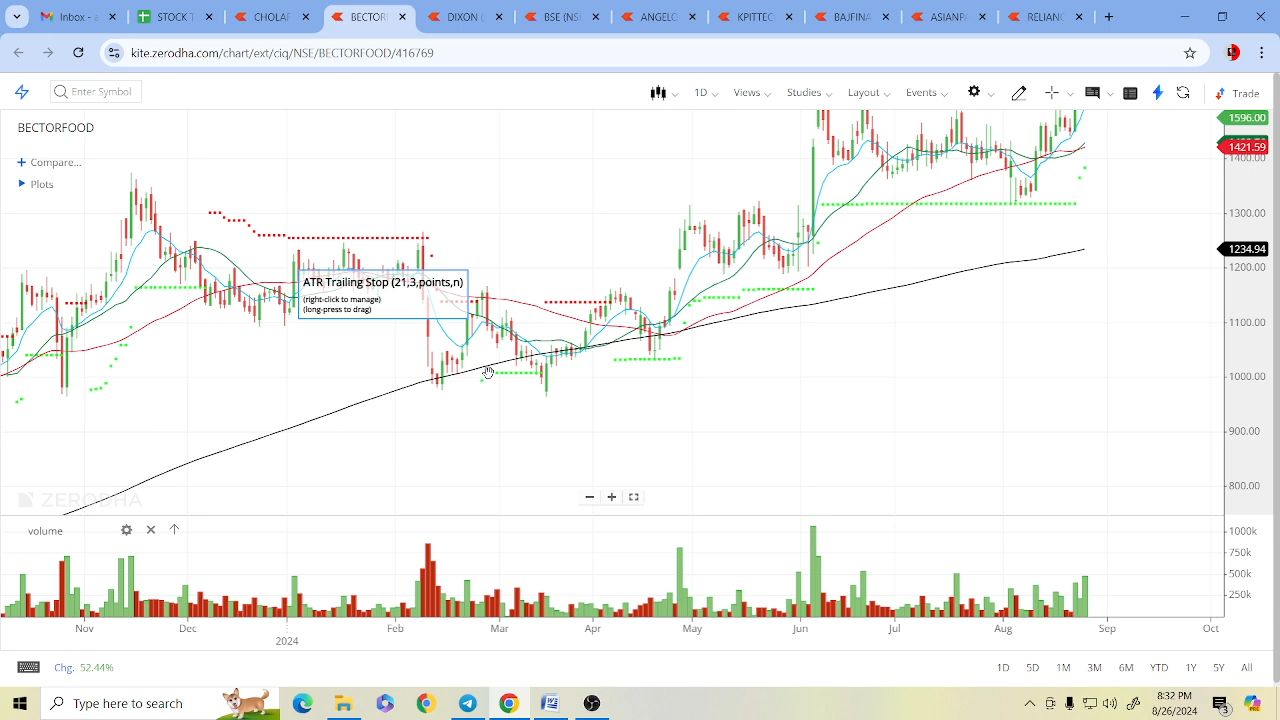 Inbox -
STOCK T
CHOLAF
BECTOR
DIXON (
BSE (NSE
ANGELO
KPITTEC
BAJFINA
ASIANPA
RELIANC
kite.zerodha.com/chart/ext/ciq/NSE/BECTORFOOD/416769
Enter Symbol
1D
Views
Studies
Layout
Events
Trade
BECTORFOOD
Compare...
Plots
1596.00
1421.59
1400.00
1300.00
1234.94
1200.00
1100.00
1000.00
900.00
800.00
ATR Trailing Stop (21,3,points,n)
(right-click to manage)
(long-press to drag)
ZERODHA
volume
1000k
750k
500k
250k
Nov
Dec
2024
Feb
Mar
Apr
May
Jun
Jul
Aug
Sep
Oct
Chg. 52.44%
1D
5D
1M
3M
6M
YTD
1Y
5Y
All
Type here to search
8:32 PM
8/26/2024
3